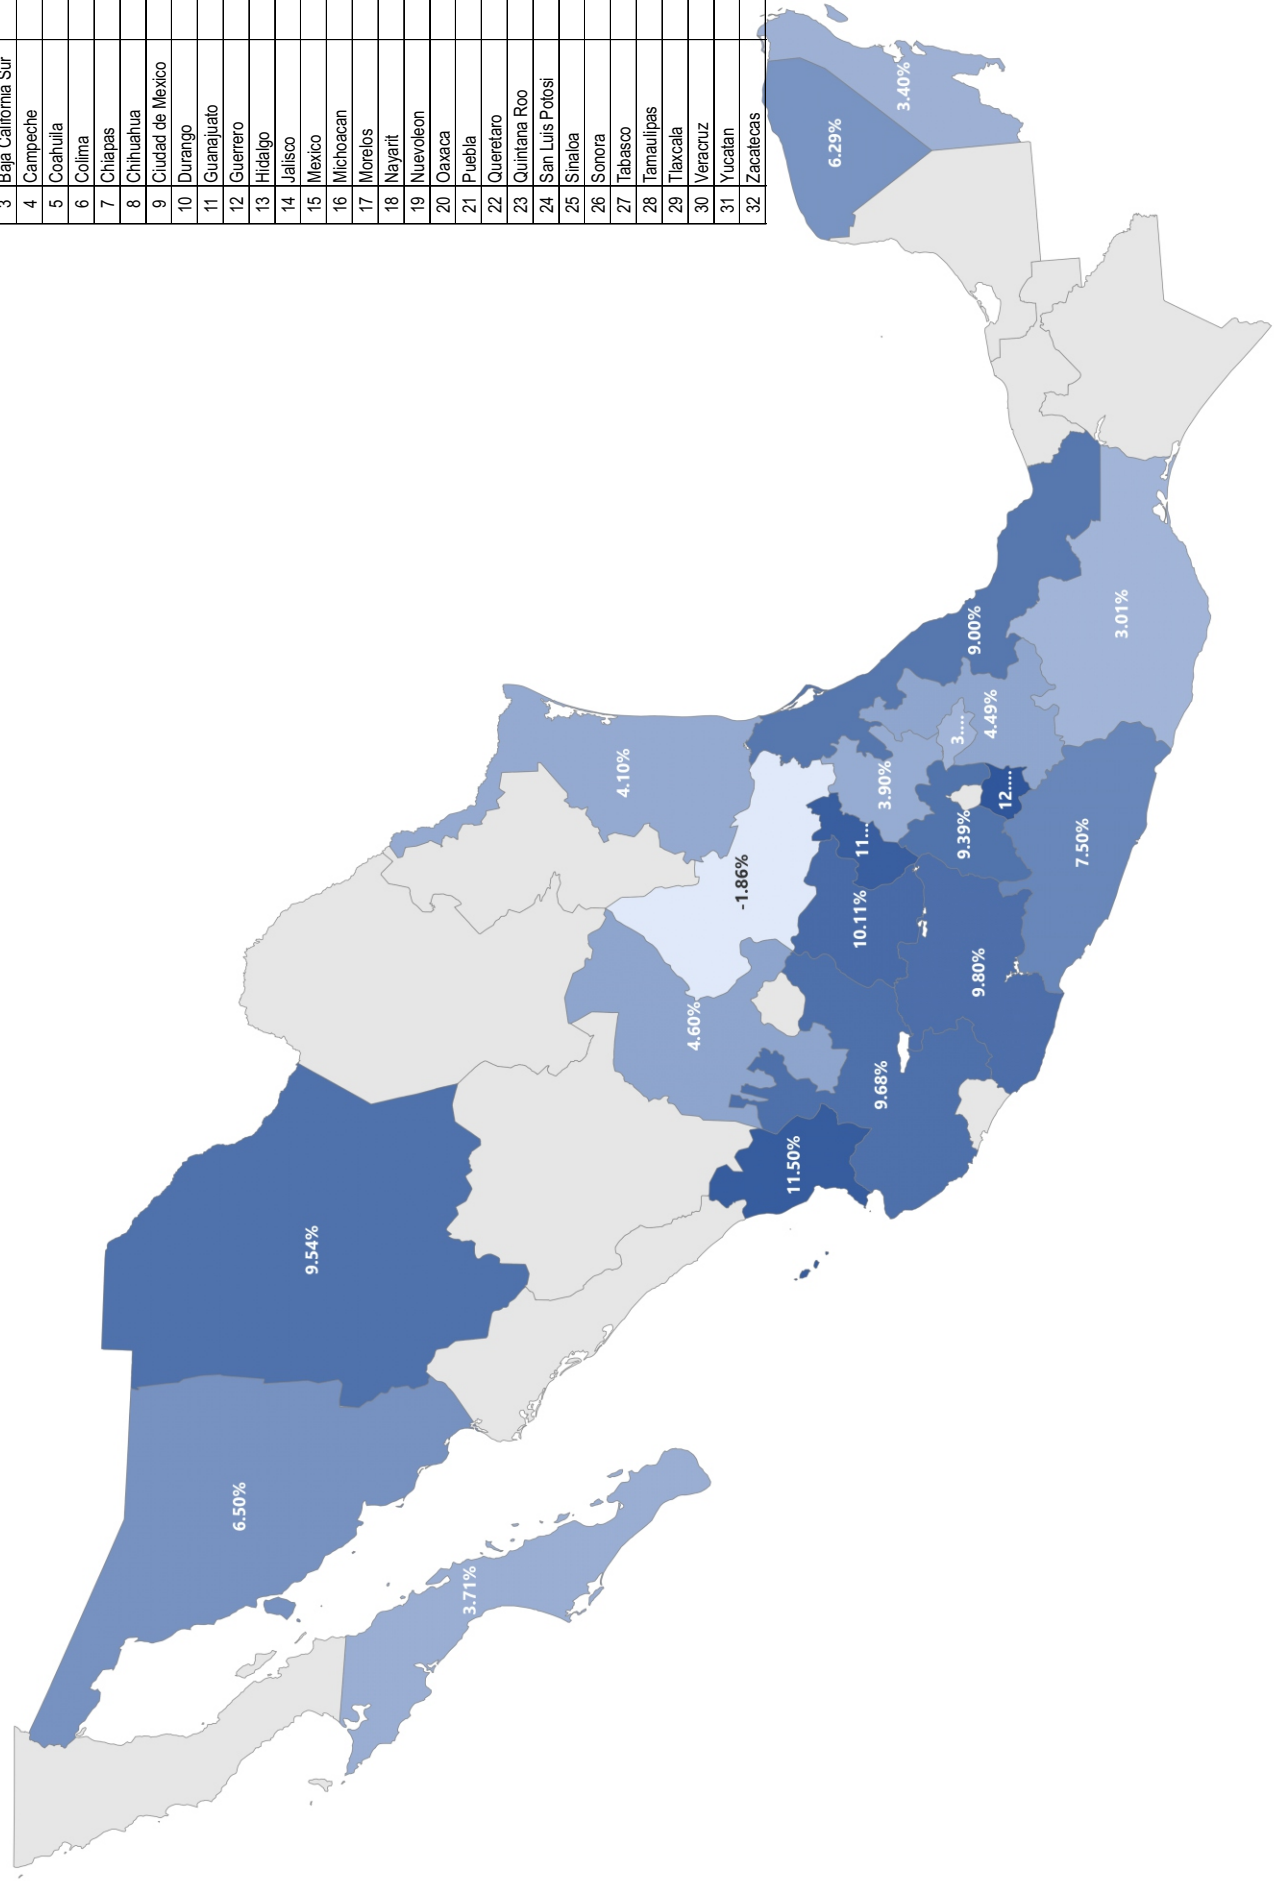 3 Baja California Sur
4 Campeche
5 Coahuila
6 Colima
7 Chiapas
8 Chihuahua
9 Ciudad de Mexico
10 Durango
11 Guanajuato
12 Guerrero
13 Hidalgo
14 Jalisco
15 Mexico
16 Michoacan
17 Morelos
18 Nayarit
19 Nuevoleon
20 Oaxaca
21 Puebla
22 Queretaro
23 Quintana Roo
24 San Luis Potosi
25 Sinaloa
26 Sonora
27 Tabasco
28 Tamaulipas
29 Tlaxcala
30 Veracruz
31 Yucatan
32 Zacatecas
6.50%
9.54%
3.71%
4.10%
4.60%
-1.86%
11.50%
6.29%
10.11%
11....
9.68%
3.90%
3.40%
3....
9.39%
9.00%
9.80%
4.49%
12....
7.50%
3.01%